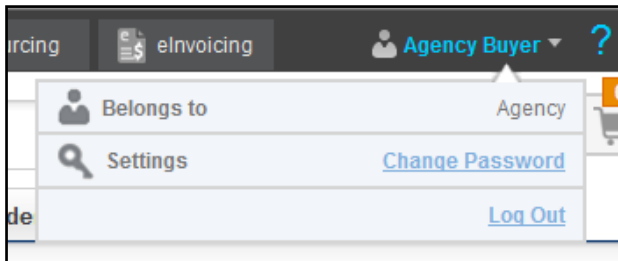 urcing eInvoicing Agency Buyer ?
Belongs to Agency
Settings Change Password
de Log Out